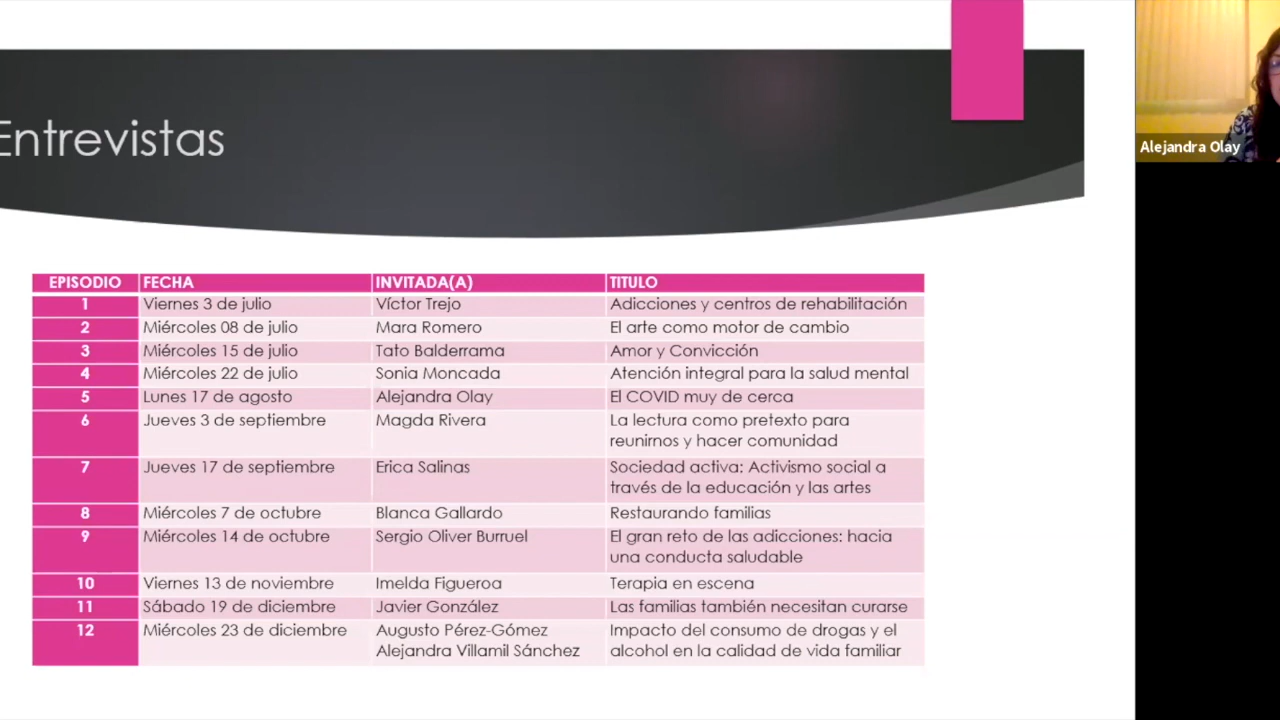 Entrevistas
Alejandra Olay
EPISODIO FECHA INVITADA(A) TITULO
1 Viernes 3 de julio Víctor Trejo Adicciones y centros de rehabilitación
2 Miércoles 08 de julio Mara Romero El arte como motor de cambio
3 Miércoles 15 de julio Tato Balderrama Amor y Convicción
4 Miércoles 22 de julio Sonia Moncada Atención integral para la salud mental
5 Lunes 17 de agosto Alejandra Olay El COVID muy de cerca
6 Jueves 3 de septiembre Magda Rivera La lectura como pretexto para
reunirnos y hacer comunidad
7 Jueves 17 de septiembre Erica Salinas Sociedad activa: Activismo social a
través de la educación y las artes
8 Miércoles 7 de octubre Blanca Gallardo Restaurando familias
9 Miércoles 14 de octubre Sergio Oliver Burruel El gran reto de las adicciones: hacia
una conducta saludable
10 Viernes 13 de noviembre Imelda Figueroa Terapia en escena
11 Sábado 19 de diciembre Javier González Las familias también necesitan curarse
12 Miércoles 23 de diciembre Augusto Pérez-Gómez Impacto del consumo de drogas y el
Alejandra Villamil Sánchez alcohol en la calidad de vida familiar